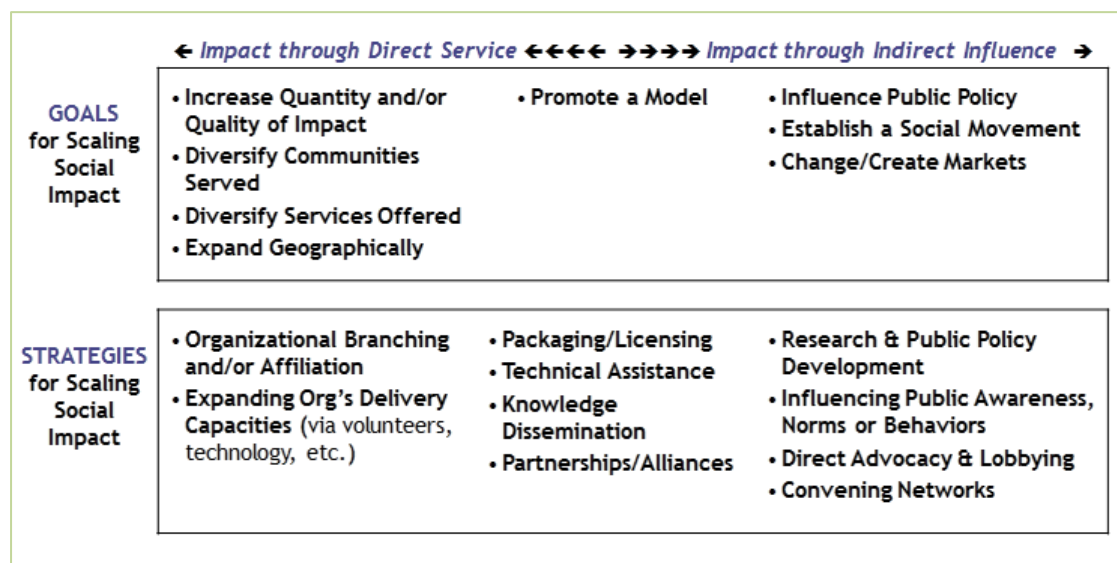 ← Impact through Direct Service ←←←← →→→→ Impact through Indirect Influence →
GOALS
for Scaling
Social
Impact
• Increase Quantity and/or
Quality of Impact
• Diversify Communities
Served
• Diversify Services Offered
• Expand Geographically
• Promote a Model
• Influence Public Policy
• Establish a Social Movement
• Change/Create Markets
STRATEGIES
for Scaling
Social
Impact
• Organizational Branching
and/or Affiliation
• Expanding Org’s Delivery
Capacities (via volunteers,
technology, etc.)
• Packaging/Licensing
• Technical Assistance
• Knowledge
Dissemination
• Partnerships/Alliances
• Research & Public Policy
Development
• Influencing Public Awareness,
Norms or Behaviors
• Direct Advocacy & Lobbying
• Convening Networks